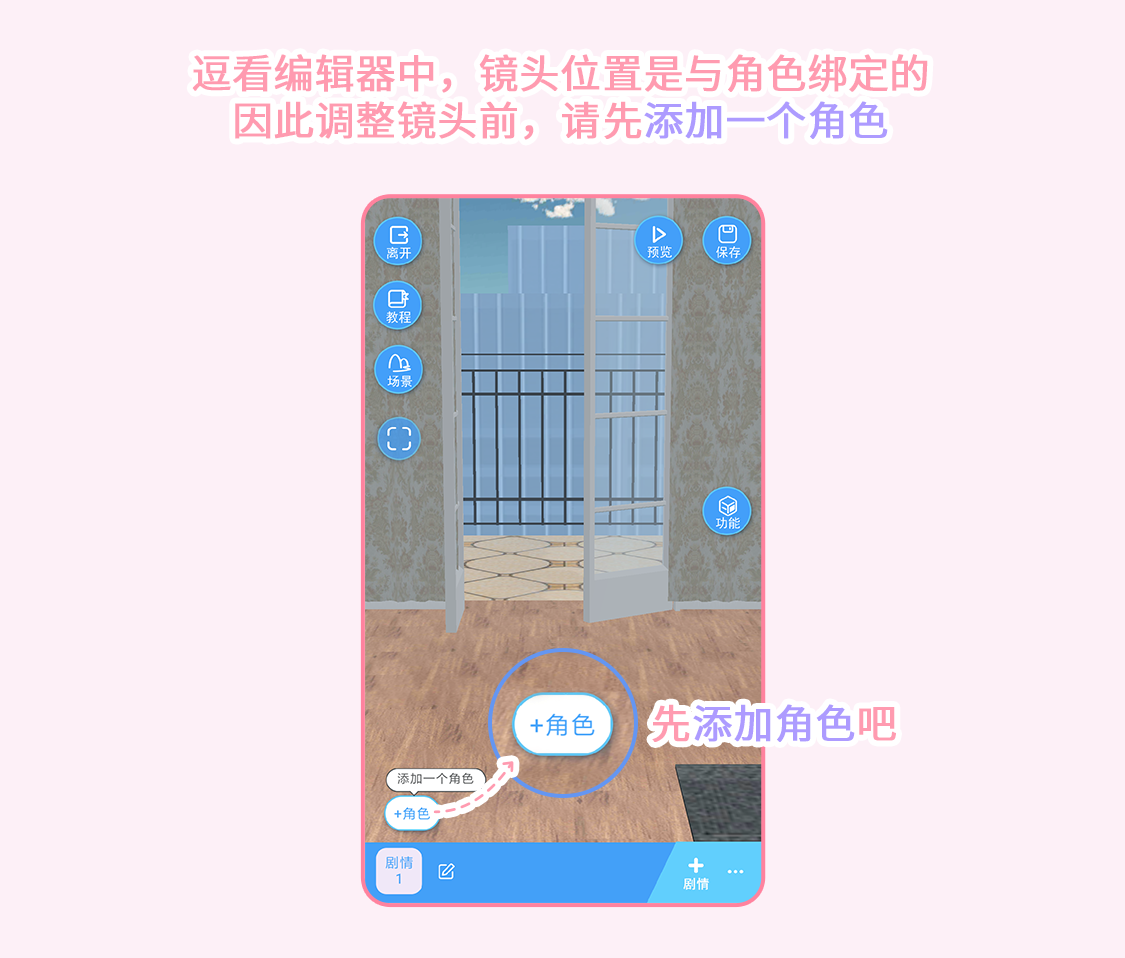 逗看编辑器中，镜头位置是与角色绑定的
因此调整镜头前，请先添加一个角色
离开
预览
保存
教程
场景
功能
+角色
先添加角色吧
添加一个角色
+角色
剧情
1
剧情